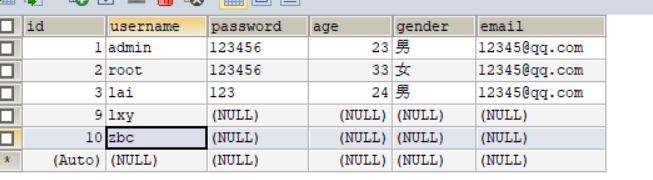 id username password age gender email
1 admin 123456 23 男 12345@qq.com
2 root 123456 33 女 12345@qq.com
3 lai 123 24 男 12345@qq.com
9 lxy (NULL) (NULL) (NULL) (NULL)
10 zbc (NULL) (NULL) (NULL) (NULL)
* (Auto) (NULL) (NULL) (NULL) (NULL) (NULL)